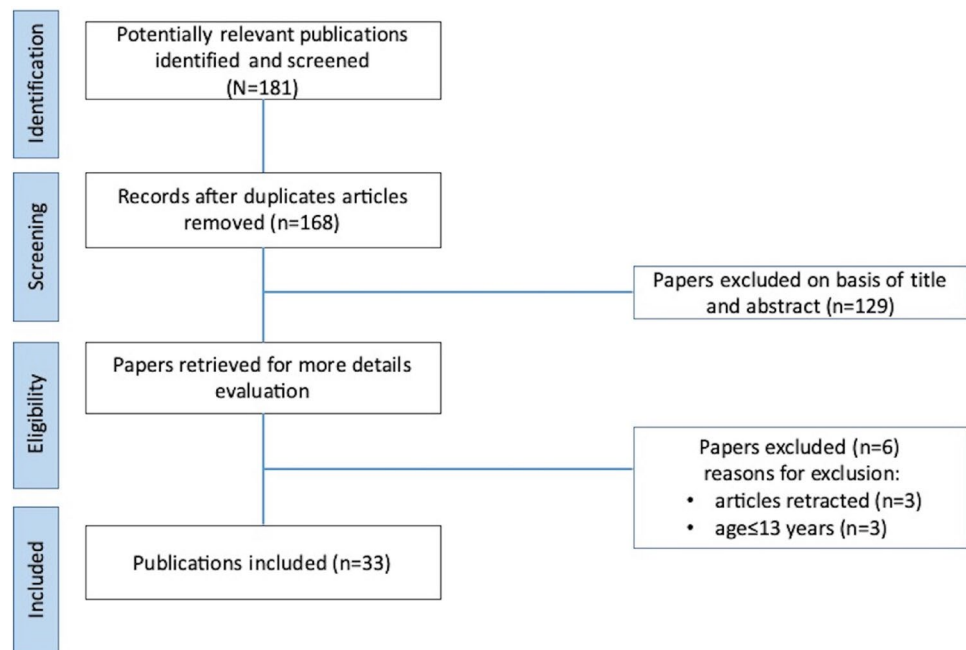 Identification
Potentially relevant publications
identified and screened
(N=181)
Screening
Records after duplicates articles
removed (n=168)
Papers excluded on basis of title
and abstract (n=129)
Eligibility
Papers retrieved for more details
evaluation
Papers excluded (n=6)
reasons for exclusion:
• articles retracted (n=3)
• age≤13 years (n=3)
Included
Publications included (n=33)